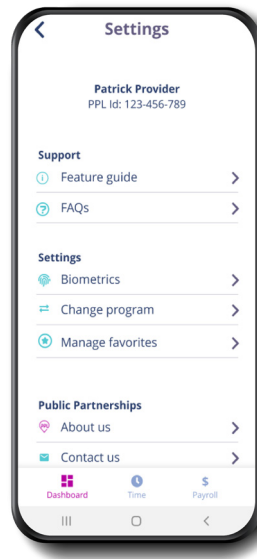 Settings
Patrick Provider
PPL Id: 123-456-789
Support
Feature guide
FAQs
Settings
Biometrics
Change program
Manage favorites
Public Partnerships
About us
Contact us
Dashboard Time Payroll